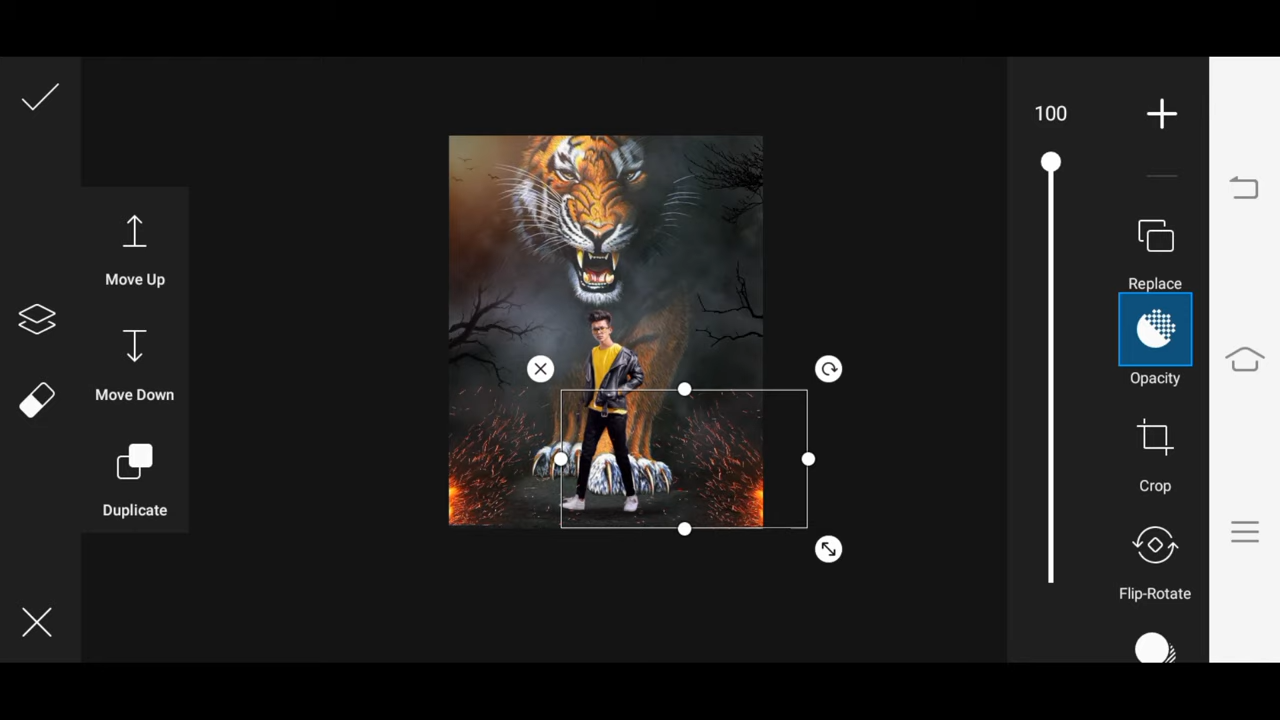 100
Move Up
Replace
Move Down
Opacity
Crop
Duplicate
Flip-Rotate